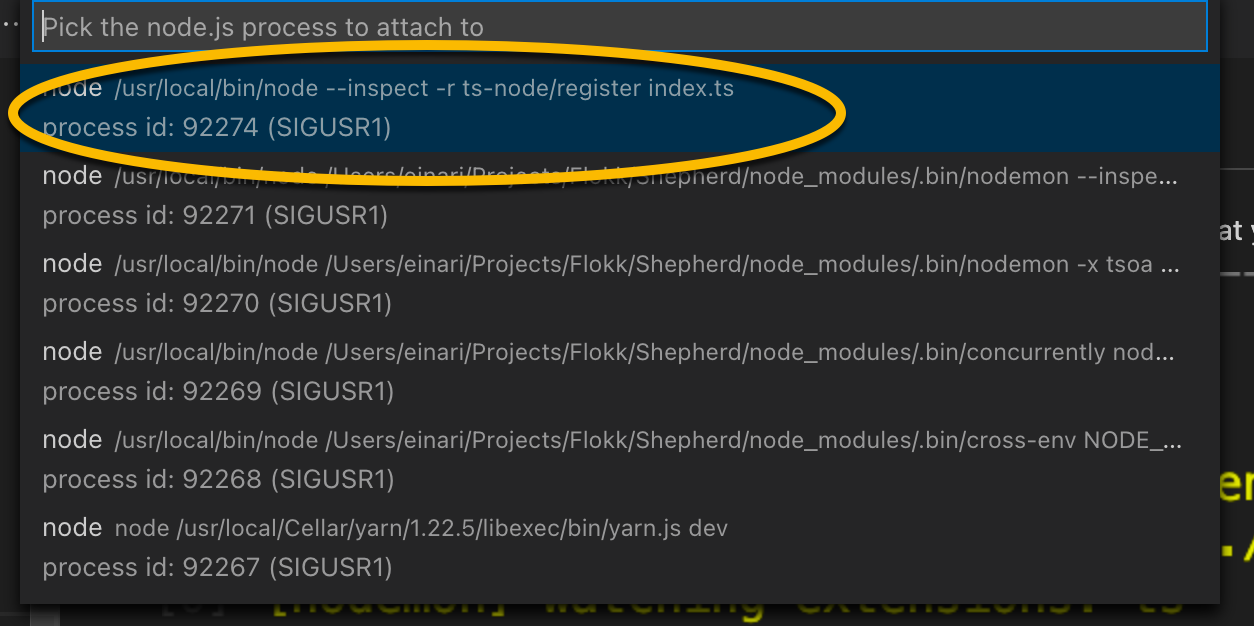 Pick the node.js process to attach to
node /usr/local/bin/node --inspect -r ts-node/register index.ts
process id: 92274 (SIGUSR1)
node /usr/local/bin/node /Users/einari/Projects/Flokk/Shepherd/node_modules/.bin/nodemon --inspe...
process id: 92271 (SIGUSR1)
at
node /usr/local/bin/node /Users/einari/Projects/Flokk/Shepherd/node_modules/.bin/nodemon -x tsoa ...
process id: 92270 (SIGUSR1)
node /usr/local/bin/node /Users/einari/Projects/Flokk/Shepherd/node_modules/.bin/concurrently nod...
process id: 92269 (SIGUSR1)
node /usr/local/bin/node /Users/einari/Projects/Flokk/Shepherd/node_modules/.bin/cross-env NODE_...
process id: 92268 (SIGUSR1)
node node /usr/local/Cellar/yarn/1.22.5/libexec/bin/yarn.js dev
process id: 92267 (SIGUSR1)
[nodemon] watching extensions: ts